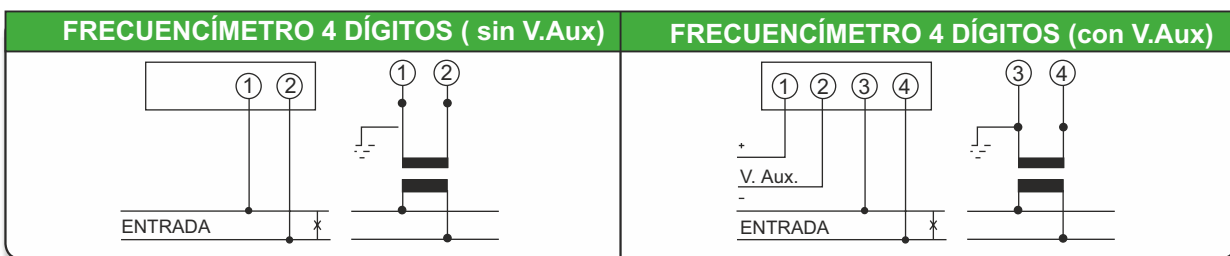 FRECUENCÍMETRO 4 DÍGITOS ( sin V.Aux)
1 2
1 2
ENTRADA
x
FRECUENCÍMETRO 4 DÍGITOS (con V.Aux)
1 2 3 4
3 4
+
V. Aux.
-
ENTRADA
x